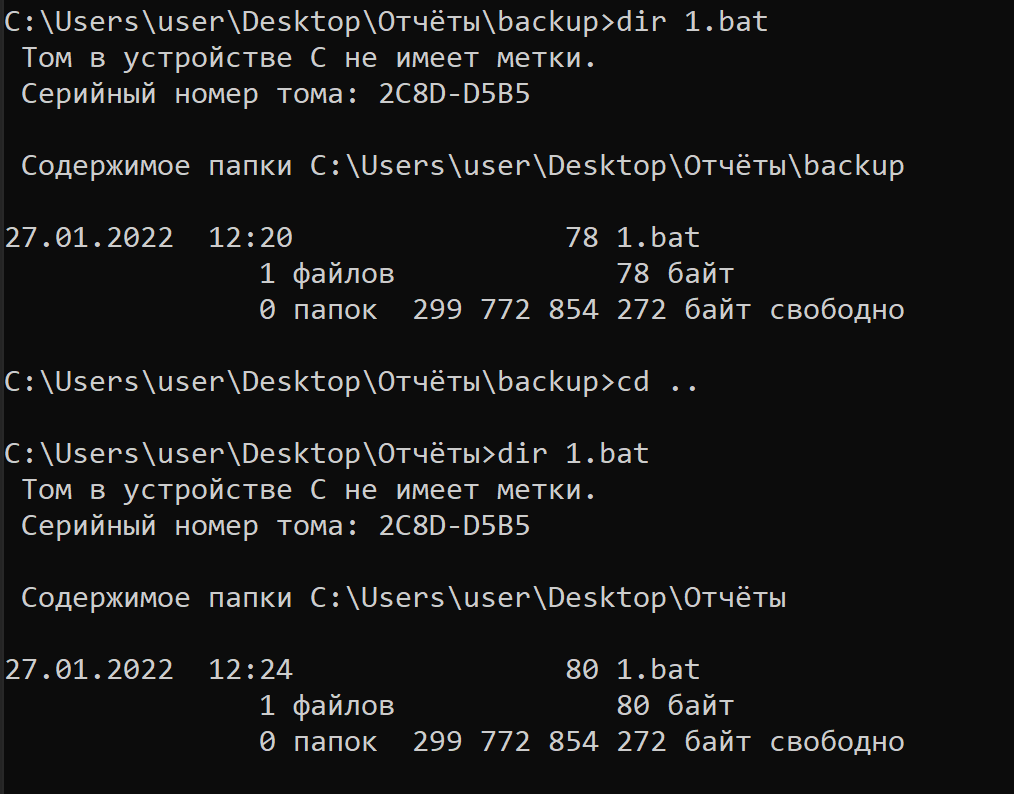 C:\Users\user\Desktop\Отчёты\backup>dir 1.bat
Том в устройстве C не имеет метки.
Серийный номер тома: 2C8D-D5B5
Содержимое папки C:\Users\user\Desktop\Отчёты\backup
27.01.2022  12:20                78 1.bat
1 файлов             78 байт
0 папок  299 772 854 272 байт свободно
C:\Users\user\Desktop\Отчёты\backup>cd ..
C:\Users\user\Desktop\Отчёты>dir 1.bat
Том в устройстве C не имеет метки.
Серийный номер тома: 2C8D-D5B5
Содержимое папки C:\Users\user\Desktop\Отчёты
27.01.2022  12:24                80 1.bat
1 файлов             80 байт
0 папок  299 772 854 272 байт свободно